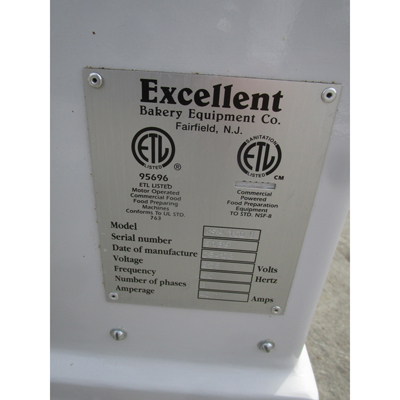 Excellent
Bakery Equipment Co.
Fairfield, N.J.
ETL
LISTED
®
95696
ETL LISTED
Motor Operated
Commercial Food
Food Preparing
Machines
Conforms To UL STD.
763
SANITATION
ETL
LISTED
CM
Commercial
Powered
Food Preparation
Equipment
TO STD. NSF-8
Model
Serial number
Date of manufacture
Voltage Volts
Frequency Hertz
Number of phases
Amperage Amps